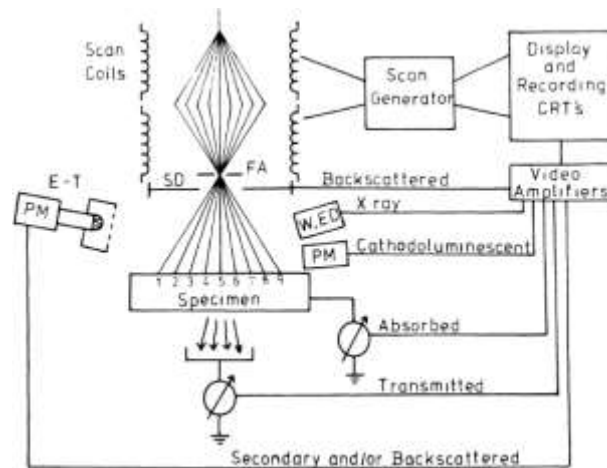 Scan
Coils
Scan
Generator
Display
and
Recording
CRT's
E-T
PM
SD
FA
Backscattered
Video
Amplifiers
W.ED
X ray
PM
Cathodoluminescent
1 2 3 4 5 6 7 8 9
Specimen
Absorbed
Transmitted
Secondary and/or Backscattered